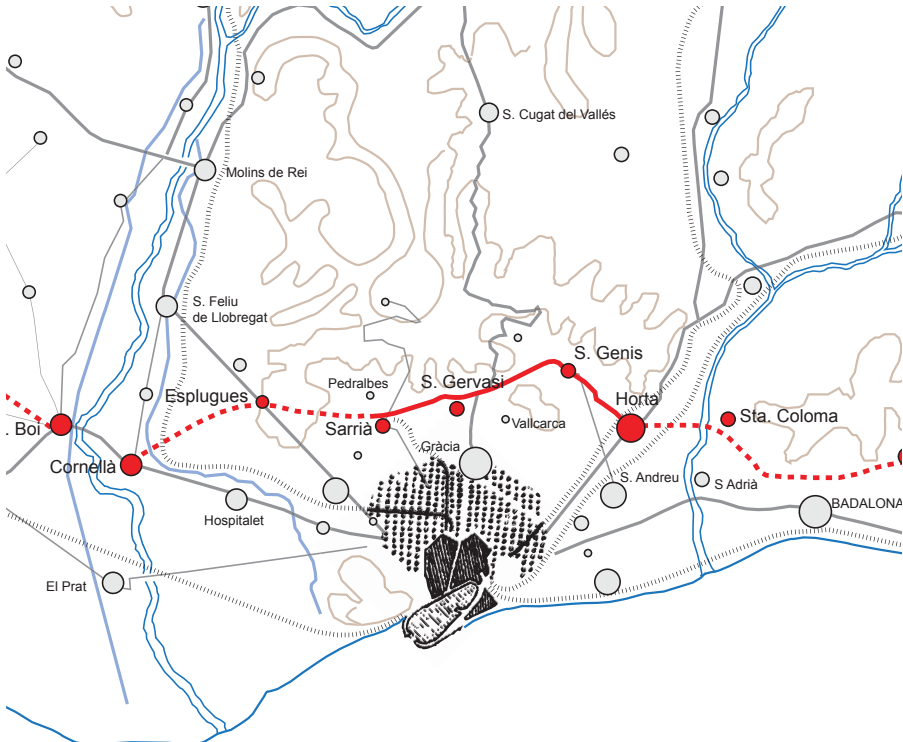 S. Cugat del Vallés
Molins de Rei
S. Feliu
de Llobregat
S. Genis
Pedralbes
S. Gervasi
Esplugues
Horta
Sta. Coloma
. Boi
Sarrià
Vallcarca
Gràcia
Cornellà
S. Andreu
S Adrià
BADALONA
Hospitalet
El Prat